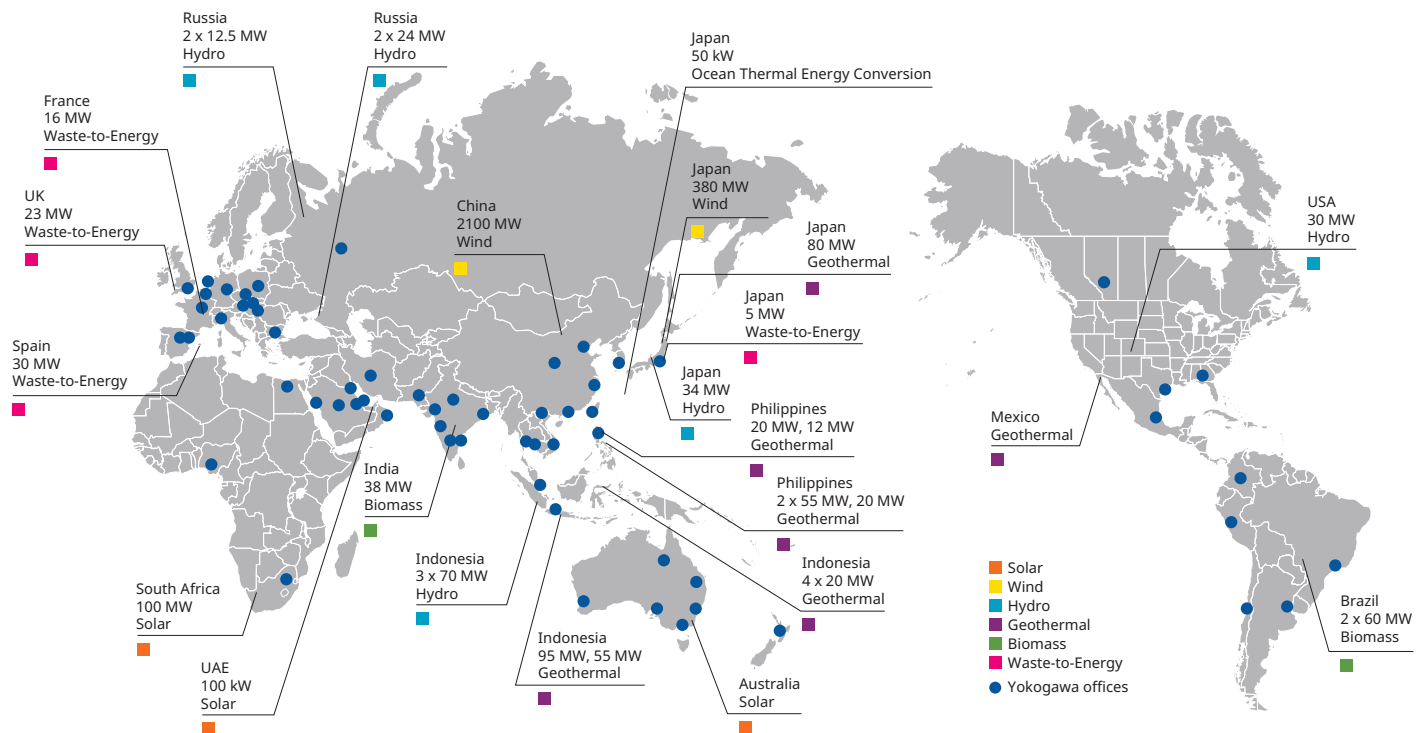 Russia
2 x 12.5 MW
Hydro
Russia
2 x 24 MW
Hydro
Japan
50 kW
Ocean Thermal Energy Conversion
France
16 MW
Waste-to-Energy
UK
23 MW
Waste-to-Energy
China
2100 MW
Wind
Japan
380 MW
Wind
Japan
80 MW
Geothermal
USA
30 MW
Hydro
Japan
5 MW
Waste-to-Energy
Spain
30 MW
Waste-to-Energy
Japan
34 MW
Hydro
Philippines
20 MW, 12 MW
Geothermal
Mexico
Geothermal
India
38 MW
Biomass
Philippines
2 x 55 MW, 20 MW
Geothermal
Indonesia
3 x 70 MW
Hydro
Indonesia
4 x 20 MW
Geothermal
South Africa
100 MW
Solar
Indonesia
95 MW, 55 MW
Geothermal
UAE
100 kW
Solar
Australia
Solar
Brazil
2 x 60 MW
Biomass
Solar
Wind
Hydro
Geothermal
Biomass
Waste-to-Energy
Yokogawa offices